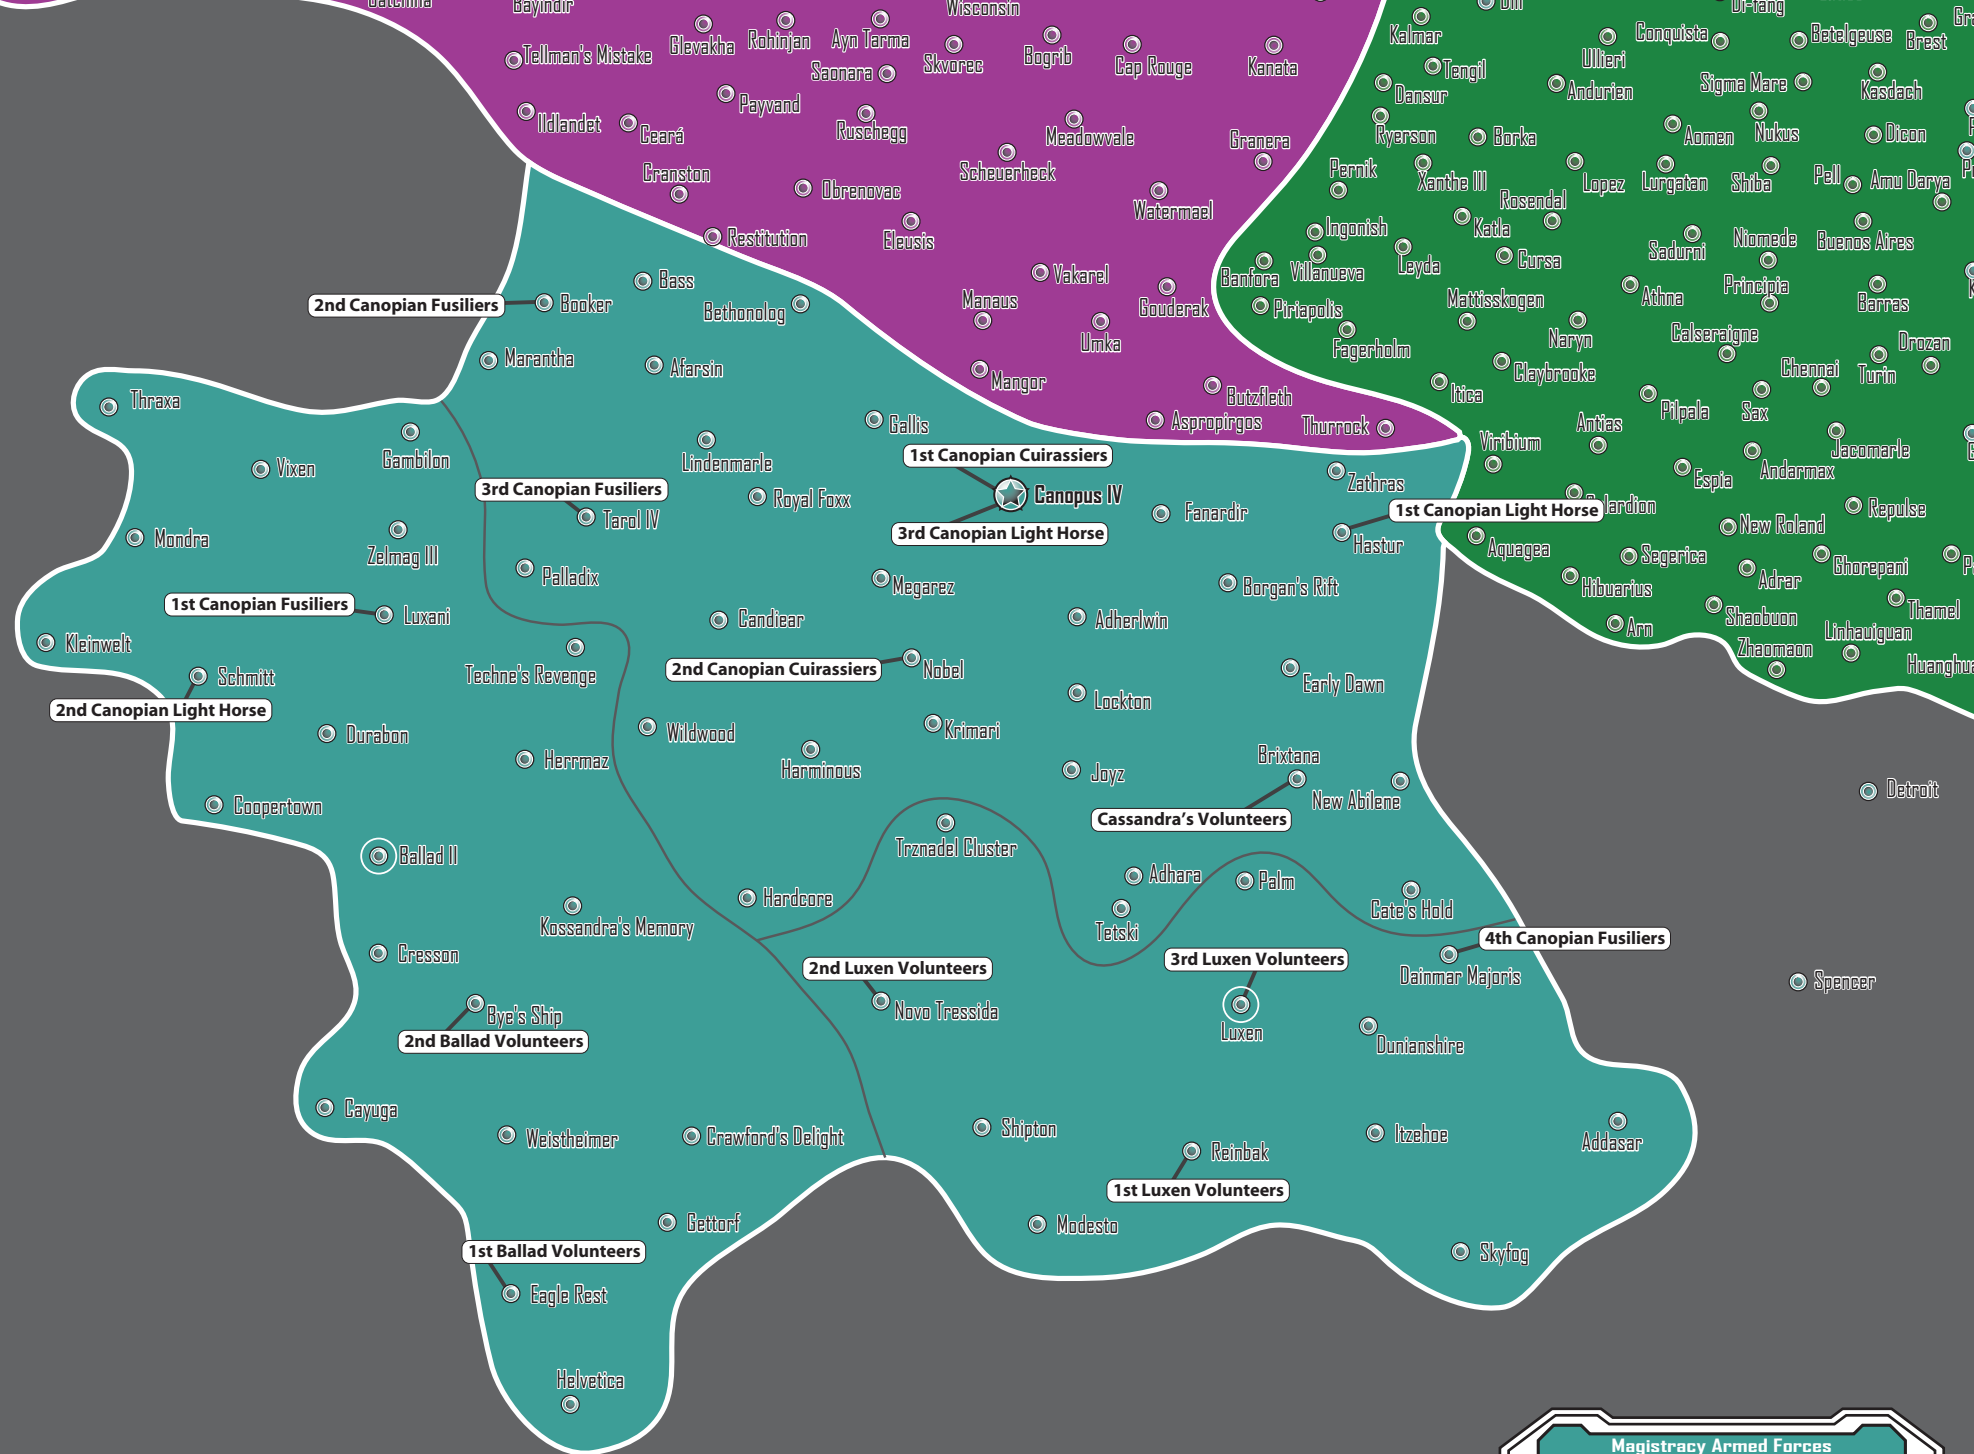 Bayindir
Wisconsin
Glevakha
Rohinjan
Ayn Tarma
Tellman's Mistake
Saonara
Skvorec
Bogrib
Cap Rouge
Kanata
Kalmar
Tengil
Dansur
Ullieri
Conquista
Betelgeuse
Brest
Andurien
Sigma Mare
Kasdach
Ildlandet
Ceará
Payvand
Ruschegg
Meadowvale
Granera
Ryerson
Borka
Aomen
Nukus
Dicon
Cranston
Obrenovac
Scheuerheck
Pernik
Xanthe III
Lopez
Lurgatan
Shiba
Pell
Amu Darya
Restitution
Eleusis
Watermael
Ingonish
Katla
Rosendal
Sadurni
Niomede
Buenos Aires
Vakarel
Banfora
Villanueva
Leyda
Cursa
Manaus
Gouderak
Piriapolis
Mattisskogen
Athna
Principia
Barras
Umka
Fagerholm
Naryn
Calseraigne
Drozan
Mangor
Butzfleth
Claybrooke
Chennai
Turin
Aspropirgos
Thurrock
Itica
Pilpala
Sax
Viribium
Antias
Jacomarle
Espia
Andarmax
Repulse
New Roland
Aquagea
Segerica
Adrar
Ghorepani
Hibuarius
Shaobuon
Thamel
Arn
Zhaomaon
Linhauiguan
2nd Canopian Fusiliers
Booker
Bass
Bethonolog
Marantha
Afarsin
Thraxa
Gambilon
Vixen
Lindenmarle
Gallis
1st Canopian Cuirassiers
Canopus IV
3rd Canopian Light Horse
Zathras
1st Canopian Light Horse
Hastur
Fanardir
3rd Canopian Fusiliers
Tarol IV
Royal Foxx
Mondra
Zelmag III
Palladix
Megarez
Borgan's Rift
1st Canopian Fusiliers
Luxani
Candiear
Adherlwin
Kleinwelt
Schmitt
2nd Canopian Light Horse
Techne's Revenge
2nd Canopian Cuirassiers
Nobel
Lockton
Early Dawn
Durabon
Herrmaz
Wildwood
Harminous
Krimari
Joyz
Brixtana
New Abilene
Cassandra's Volunteers
Detroit
Coopertown
Ballad II
Trznadel Cluster
Adhara
Palm
Cate's Hold
Hardcore
Tetski
Kossandra's Memory
Cresson
2nd Luxen Volunteers
Novo Tressida
3rd Luxen Volunteers
Luxen
4th Canopian Fusiliers
Dainmar Majoris
Spencer
Bye's Ship
2nd Ballad Volunteers
Dunianshire
Cayuga
Weistheimer
Crawford's Delight
Shipton
Reinbak
1st Luxen Volunteers
Itzehoe
Addasar
Gettorf
Modesto
Skyfog
1st Ballad Volunteers
Eagle Rest
Helvetica
Magistracy Armed Forces